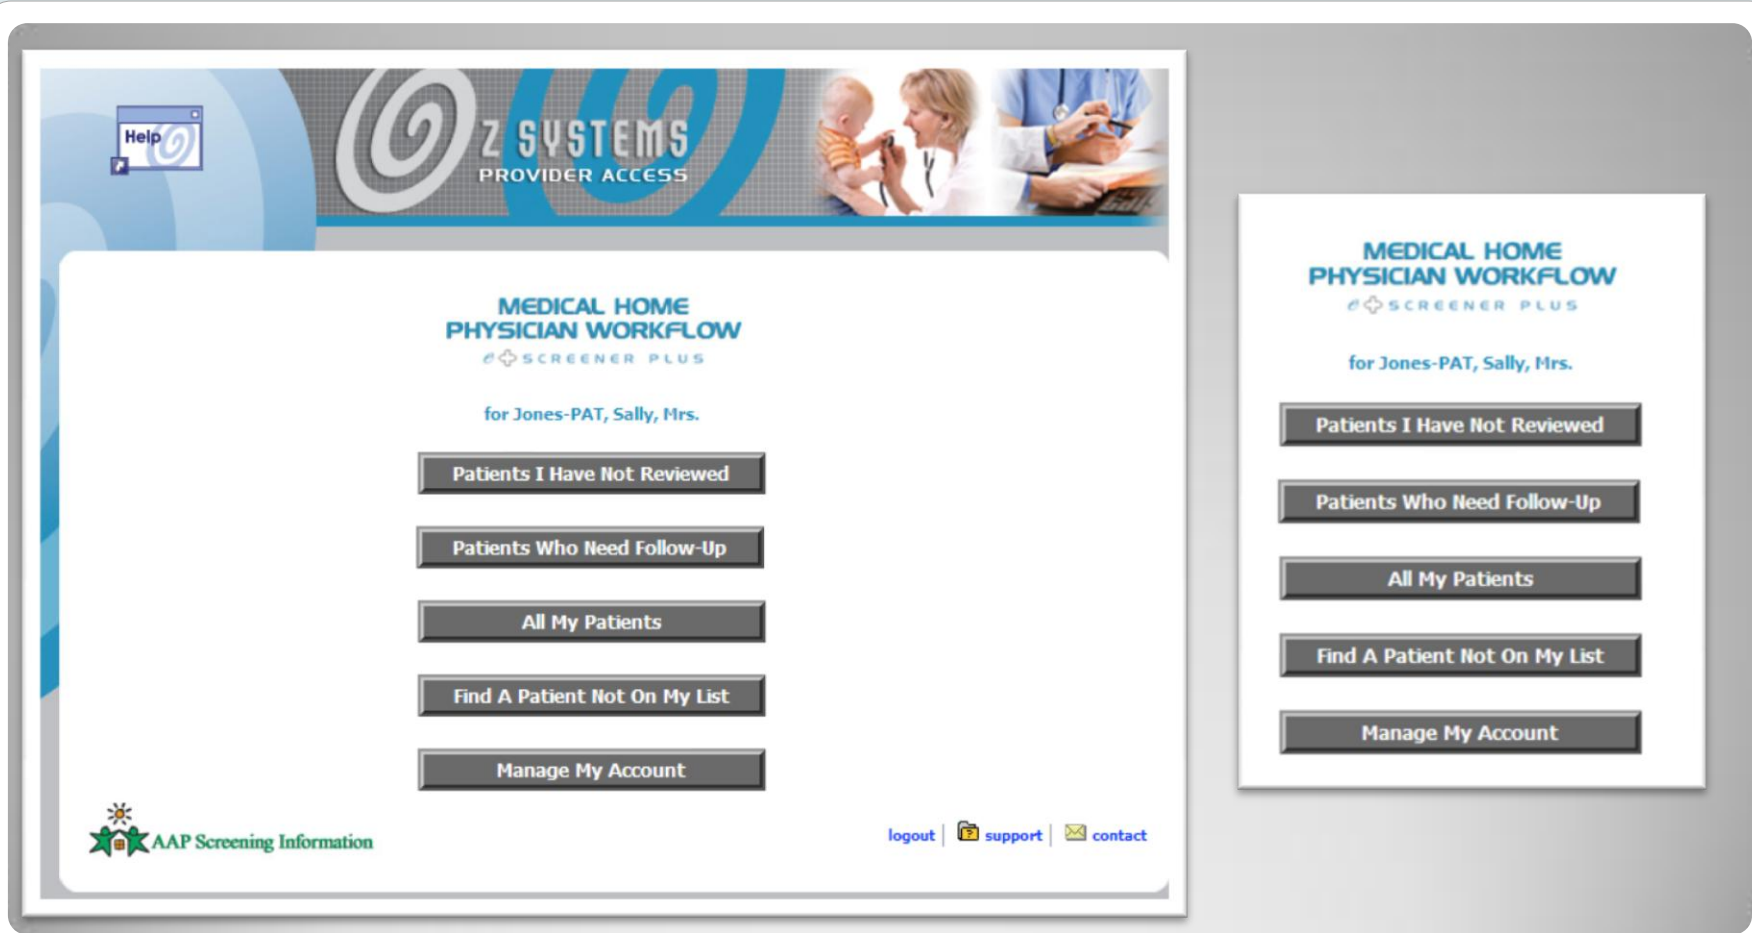 Help
OZ SYSTEMS
PROVIDER ACCESS
MEDICAL HOME
PHYSICIAN WORKFLOW
e SCREENER PLUS
for Jones-PAT, Sally, Mrs.
Patients I Have Not Reviewed
Patients Who Need Follow-Up
All My Patients
Find A Patient Not On My List
Manage My Account
AAP Screening Information
logout | support | contact
MEDICAL HOME
PHYSICIAN WORKFLOW
e SCREENER PLUS
for Jones-PAT, Sally, Mrs.
Patients I Have Not Reviewed
Patients Who Need Follow-Up
All My Patients
Find A Patient Not On My List
Manage My Account